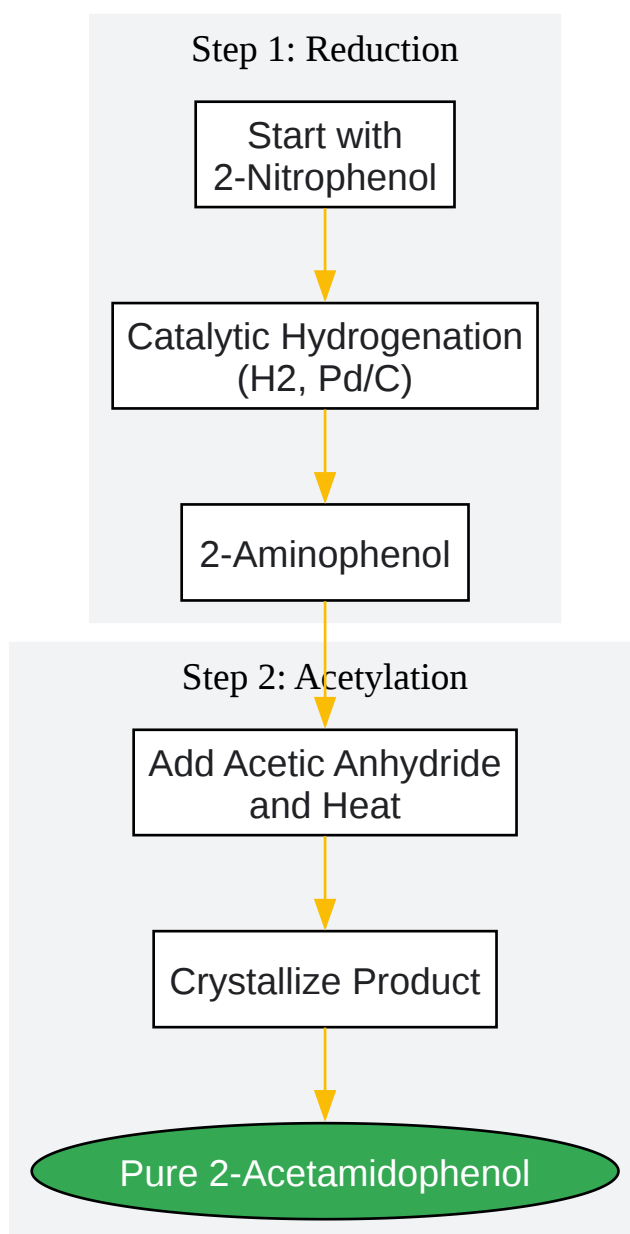 Step 1: Reduction
Start with
2-Nitrophenol
Catalytic Hydrogenation
(H2, Pd/C)
2-Aminophenol
Step 2: Acetylation
Add Acetic Anhydride
and Heat
Crystallize Product
Pure 2-Acetamidophenol